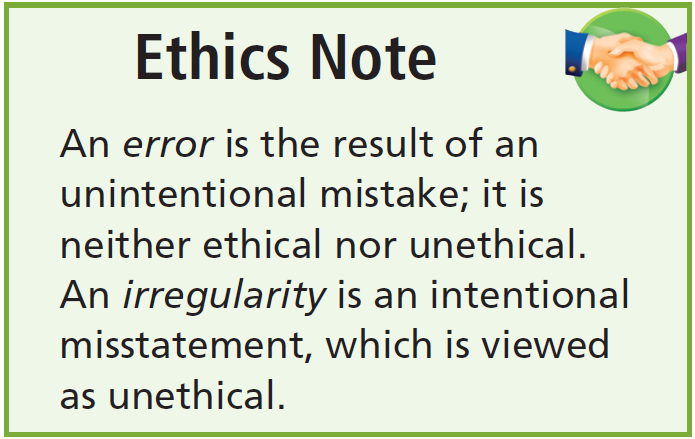 Ethics Note
An error is the result of an
unintentional mistake; it is
neither ethical nor unethical.
An irregularity is an intentional
misstatement, which is viewed
as unethical.